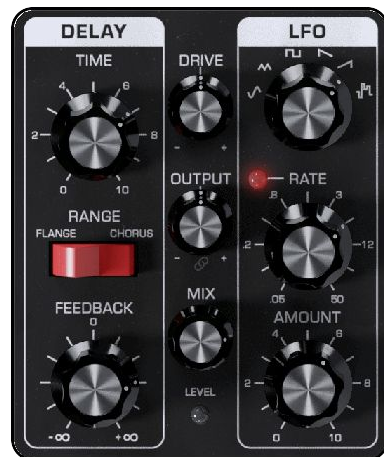 DELAY
TIME
4 6
2 8
0 10
RANGE
FLANGE CHORUS
FEEDBACK
0
-∞ +∞
DRIVE
- +
OUTPUT
- +
MIX
LEVEL
LFO
RATE
.8 3
.2 12
.05 50
AMOUNT
4 6
2 8
0 10